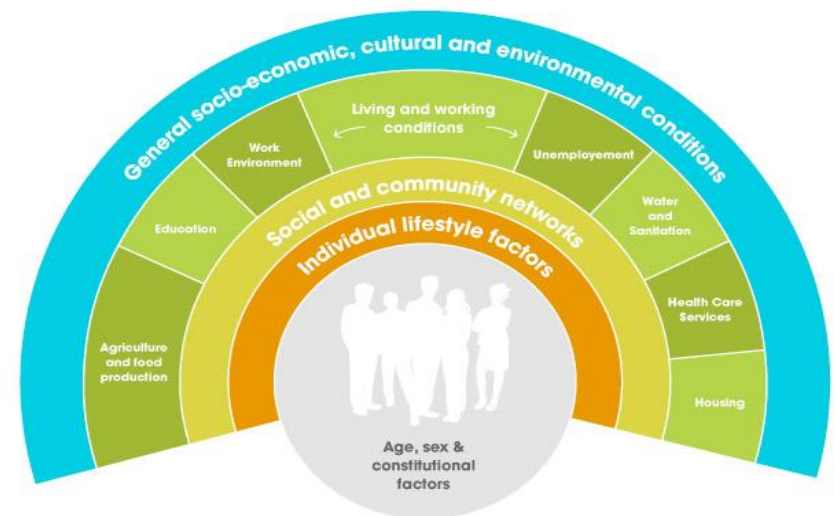 General socio-economic, cultural and environmental conditions
Living and working
conditions
Work
Environment
Unemployement
Education
Water
and
Sanitation
Agriculture
and food
production
Health Care
Services
Housing
Social and community networks
Individual lifestyle factors
Age, sex &
constitutional
factors